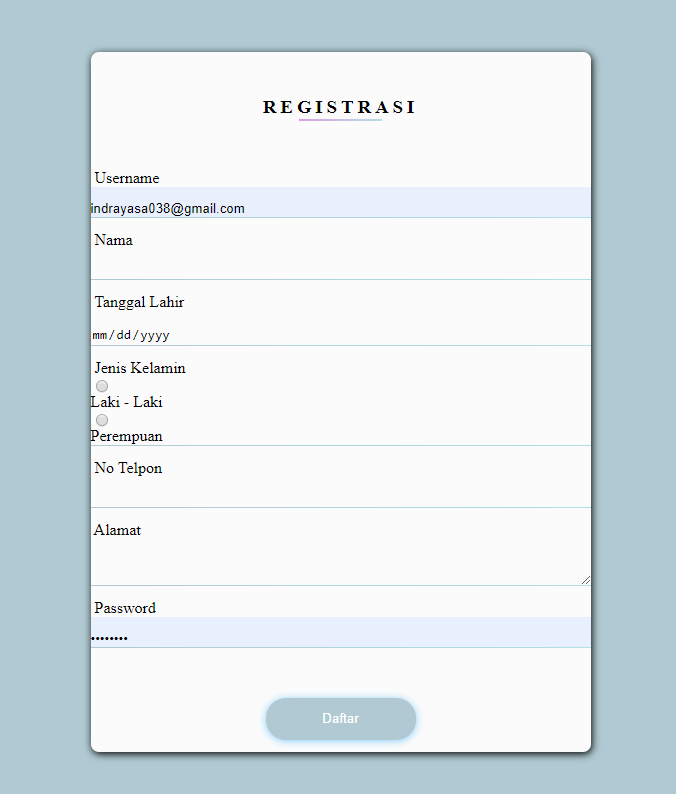 REGISTRASI
Username
indrayasa038@gmail.com
Nama
Tanggal Lahir
mm/dd/yyyy
Jenis Kelamin
Laki - Laki
Perempuan
No Telpon
Alamat
Password
••••••••
Daftar